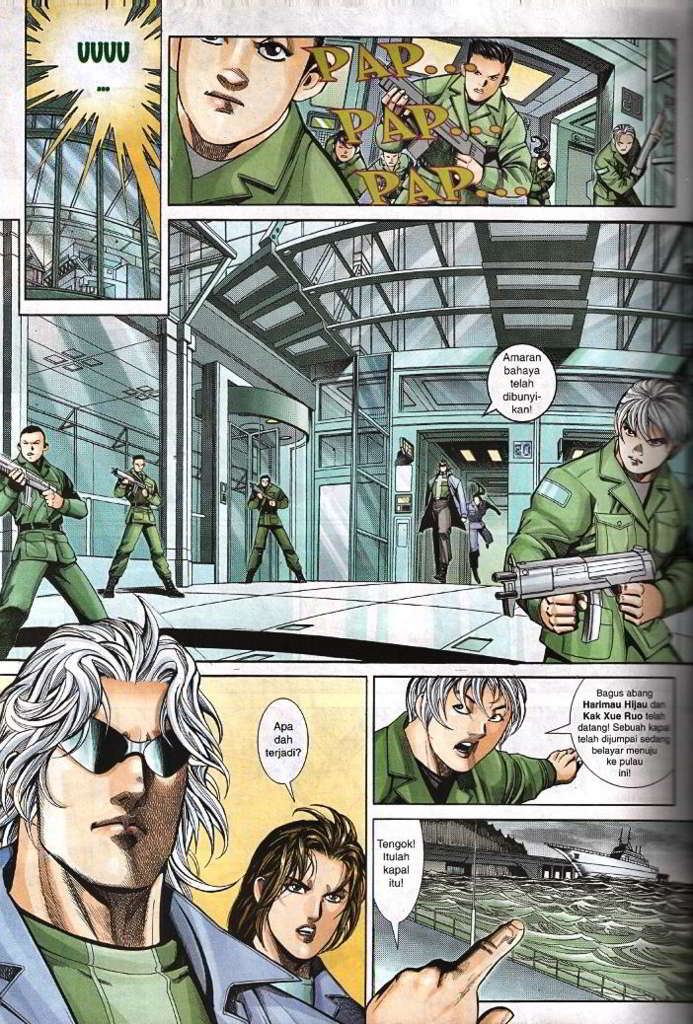 UUUU
...
PAP...
PAP...
PAP...
Amaran
bahaya
telah
dibunyi-
kan!
Apa
dah
terjadi?
Bagus abang
Harimau Hijau dan
Kak Xue Ruo telah
datang! Sebuah kapal
telah dijumpai sedang
belayar menuju
ke pulau
ini!
Tengok!
Itulah
kapal
itu!